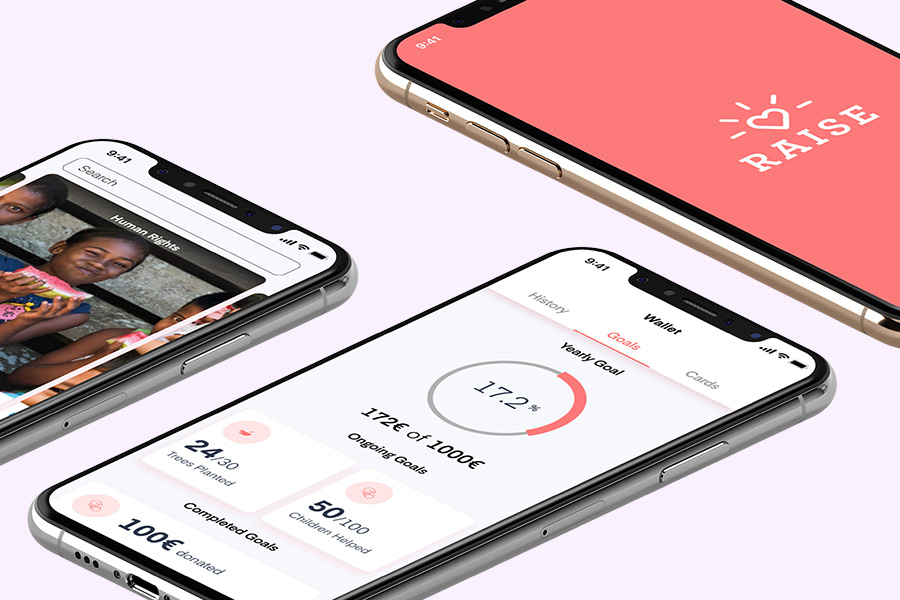 9:41
RAISE
9:41
Search
Human Rights
9:41
Wallet
History
Goals
Cards
Yearly Goal
17.2 %
172€ of 1000€
Ongoing Goals
24/30
Trees Planted
50/100
Children Helped
Completed Goals
100€ donated